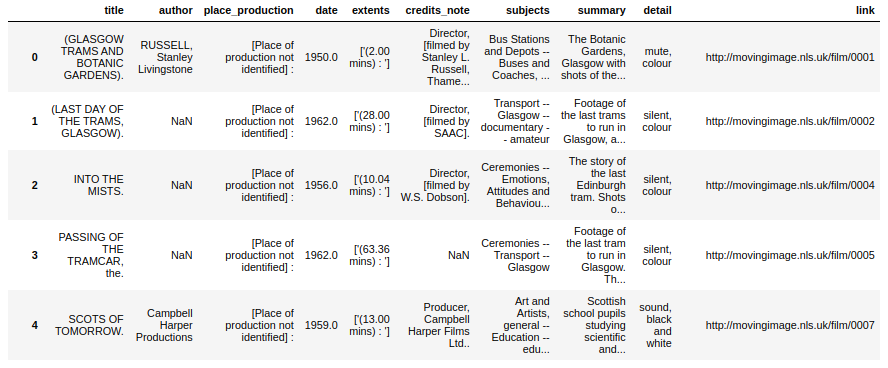 title author place_production date extents credits_note subjects summary detail link
0 (GLASGOW TRAMS AND BOTANIC GARDENS). RUSSELL, Stanley Livingstone [Place of production not identified] : 1950.0 ['(2.00 mins) : '] Director, [filmed by Stanley L. Russell, Thame... Bus Stations and Depots -- Buses and Coaches, ... The Botanic Gardens, Glasgow with shots of the... mute, colour http://movingimage.nls.uk/film/0001
1 (LAST DAY OF THE TRAMS, GLASGOW). NaN [Place of production not identified] : 1962.0 ['(28.00 mins) : '] Director, [filmed by SAAC]. Transport -- Glasgow -- documentary -- amateur Footage of the last trams to run in Glasgow, a... silent, colour http://movingimage.nls.uk/film/0002
2 INTO THE MISTS. NaN [Place of production not identified] : 1956.0 ['(10.04 mins) : '] Director, [filmed by W.S. Dobson]. Ceremonies -- Emotions, Attitudes and Behaviou... The story of the last Edinburgh tram. Shots o... silent, colour http://movingimage.nls.uk/film/0004
3 PASSING OF THE TRAMCAR, the. NaN [Place of production not identified] : 1962.0 ['(63.36 mins) : '] NaN Ceremonies -- Transport -- Glasgow Footage of the last tram to run in Glasgow. Th... silent, colour http://movingimage.nls.uk/film/0005
4 SCOTS OF TOMORROW. Campbell Harper Productions [Place of production not identified] : 1959.0 ['(13.00 mins) : '] Producer, Campbell Harper Films Ltd.. Art and Artists, general -- Education -- edu... Scottish school pupils studying scientific and... sound, black and white http://movingimage.nls.uk/film/0007